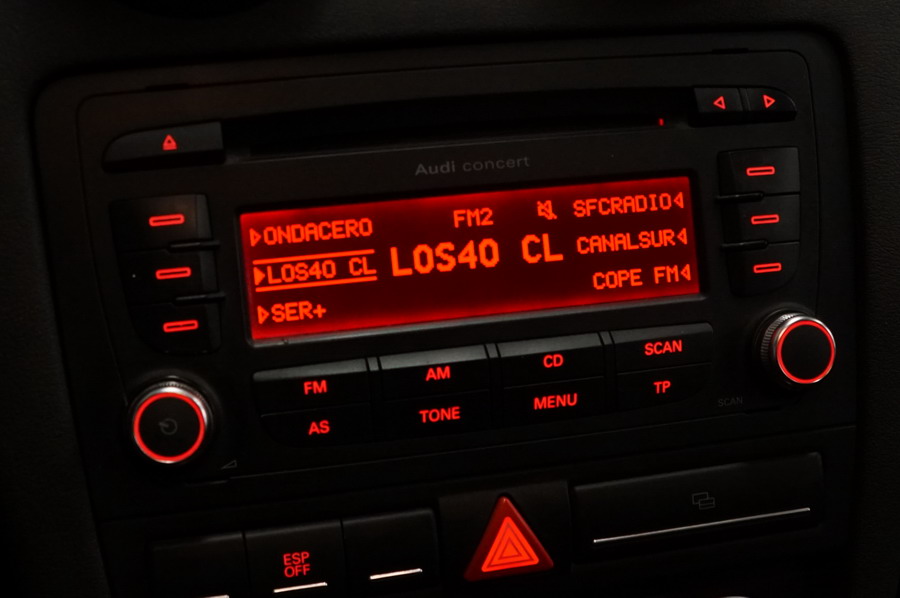 Audi concert
ONDACERO FM2 SFCRADIO
LOS40 CL LOS40 CL CANALSUR
SER+ COPE FM
FM AM CD SCAN
AS TONE MENU TP
SCAN
ESP
OFF